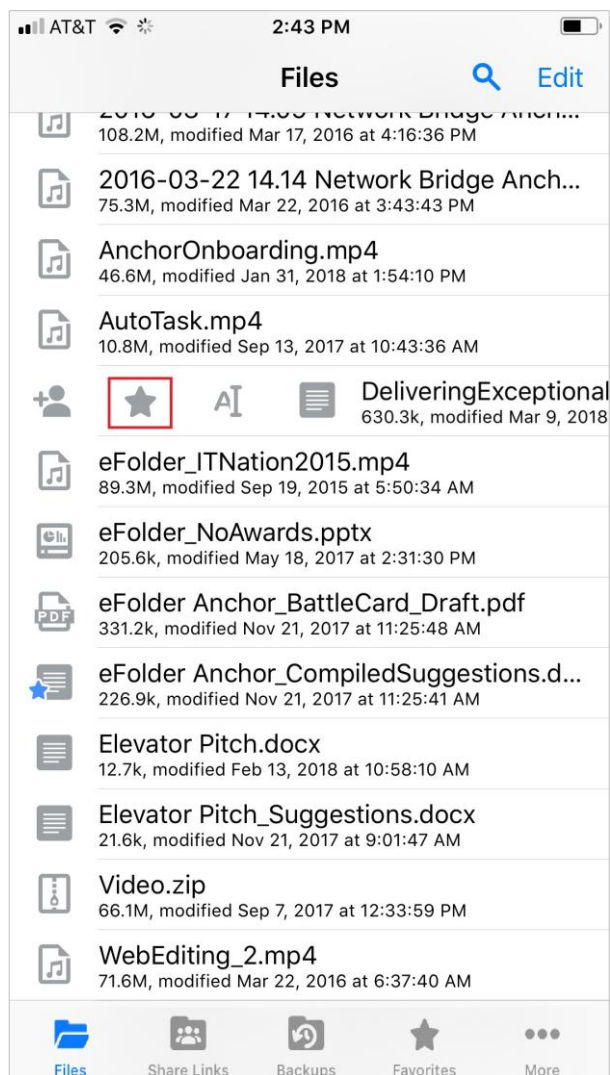 AT&T 2:43 PM
Files Edit
2016-03-17 14.05 Network Bridge Anch...
108.2M, modified Mar 17, 2016 at 4:16:36 PM
2016-03-22 14.14 Network Bridge Anch...
75.3M, modified Mar 22, 2016 at 3:43:43 PM
AnchorOnboarding.mp4
46.6M, modified Jan 31, 2018 at 1:54:10 PM
AutoTask.mp4
10.8M, modified Sep 13, 2017 at 10:43:36 AM
A DeliveringExceptional
630.3k, modified Mar 9, 2018
eFolder_ITNation2015.mp4
89.3M, modified Sep 19, 2015 at 5:50:34 AM
eFolder_NoAwards.pptx
205.6k, modified May 18, 2017 at 2:31:30 PM
PDF eFolder Anchor_BattleCard_Draft.pdf
331.2k, modified Nov 21, 2017 at 11:25:48 AM
eFolder Anchor_CompiledSuggestions.d...
226.9k, modified Nov 21, 2017 at 11:25:41 AM
Elevator Pitch.docx
12.7k, modified Feb 13, 2018 at 10:58:10 AM
Elevator Pitch_Suggestions.docx
21.6k, modified Nov 21, 2017 at 9:01:47 AM
Video.zip
66.1M, modified Sep 7, 2017 at 12:33:59 PM
WebEditing_2.mp4
71.6M, modified Mar 22, 2016 at 6:37:40 AM
Files Share Links Backups Favorites More